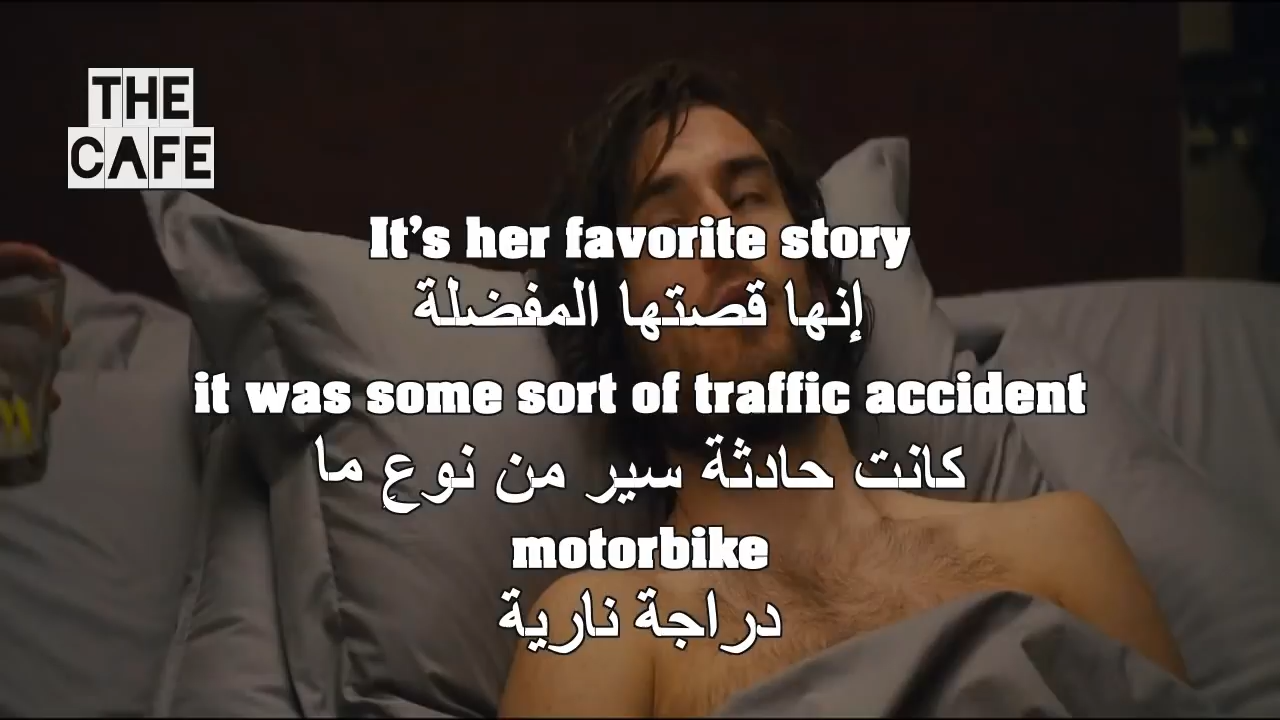 THE
CAFE
It's her favorite story
إنها قصتها المفضلة
it was some sort of traffic accident
كانت حادثة سير من نوعٍ ما
motorbike
دراجة نارية